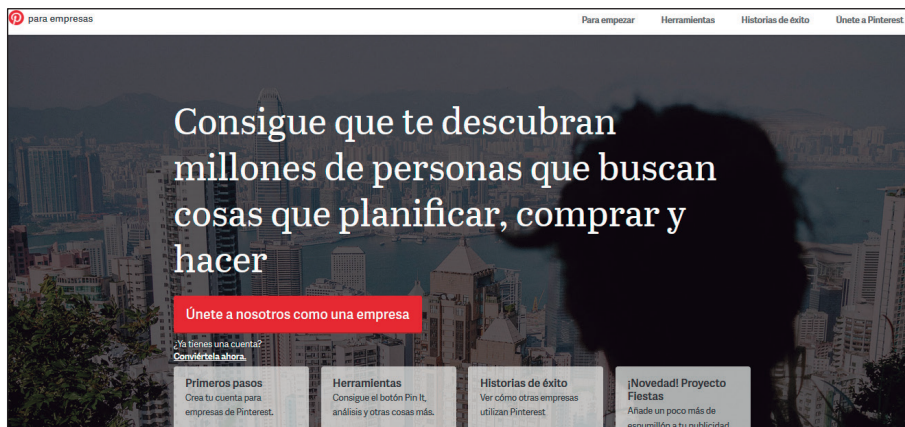 para empresas
Para empezar Herramientas Historias de éxito Únete a Pinterest
Consigue que te descubran
millones de personas que buscan
cosas que planificar, comprar y
hacer
Únete a nosotros como una empresa
¿Ya tienes una cuenta?
Conviértela ahora.
Primeros pasos
Crea tu cuenta para
empresas de Pinterest.
Herramientas
Consigue el botón Pin It,
análisis y otras cosas más.
Historias de éxito
Ver cómo otras empresas
utilizan Pinterest
¡Novedad! Proyecto
Fiestas
Añade un poco más de
espumillón a tu publicidad